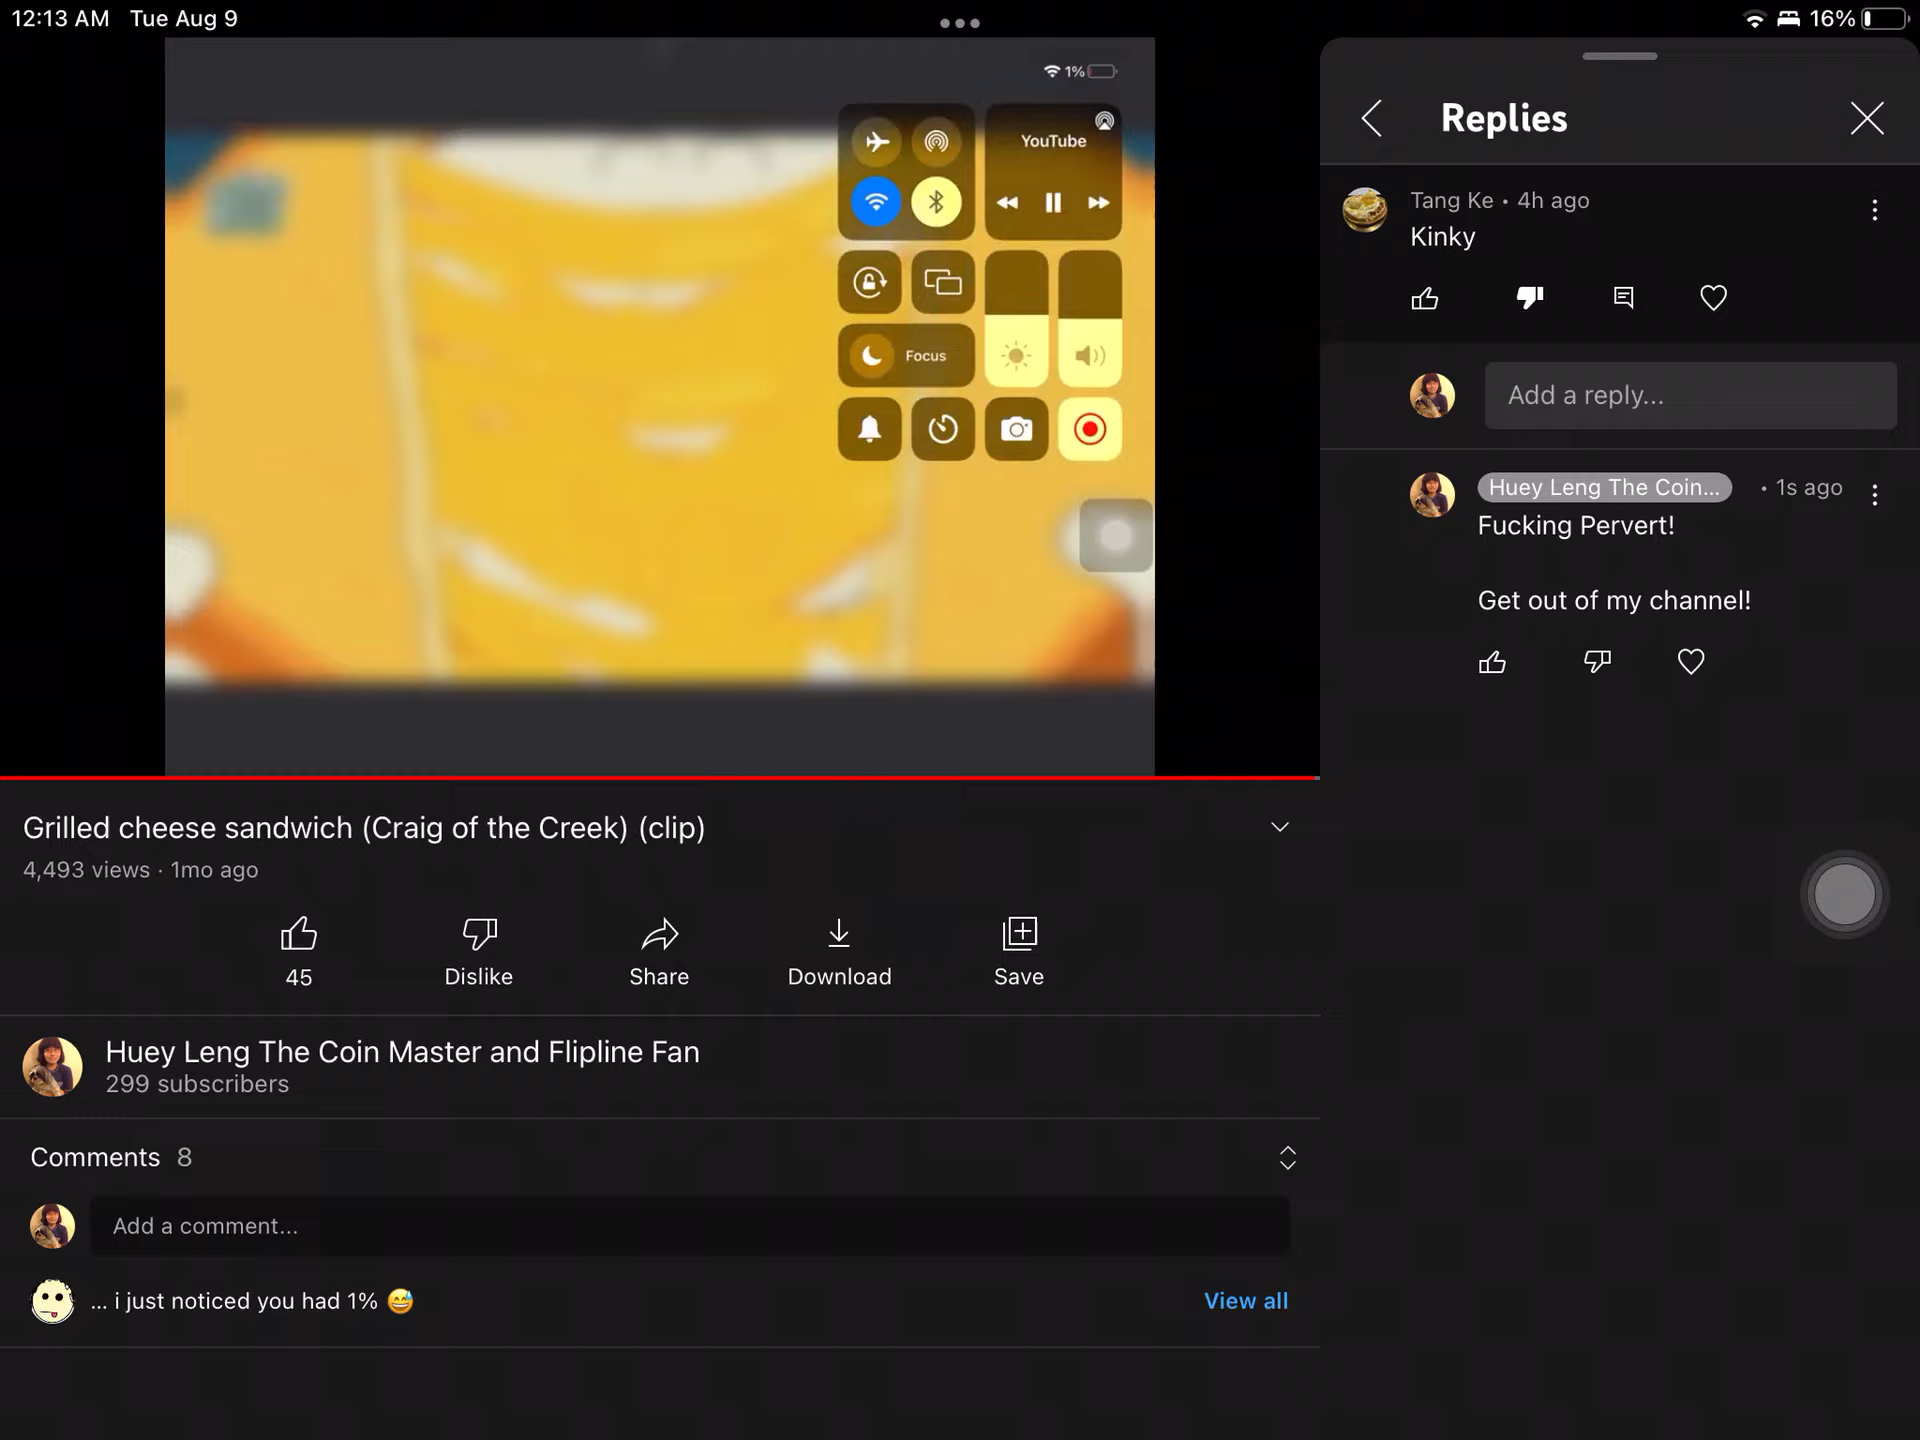 12:13 AM Tue Aug 9
16%
1%
YouTube
Focus
Replies
Tang Ke • 4h ago
Kinky
Add a reply...
Huey Leng The Coin... • 1s ago
Fucking Pervert!
Get out of my channel!
Grilled cheese sandwich (Craig of the Creek) (clip)
4,493 views · 1mo ago
45
Dislike
Share
Download
Save
Huey Leng The Coin Master and Flipline Fan
299 subscribers
Comments 8
Add a comment...
... i just noticed you had 1% 😅
View all